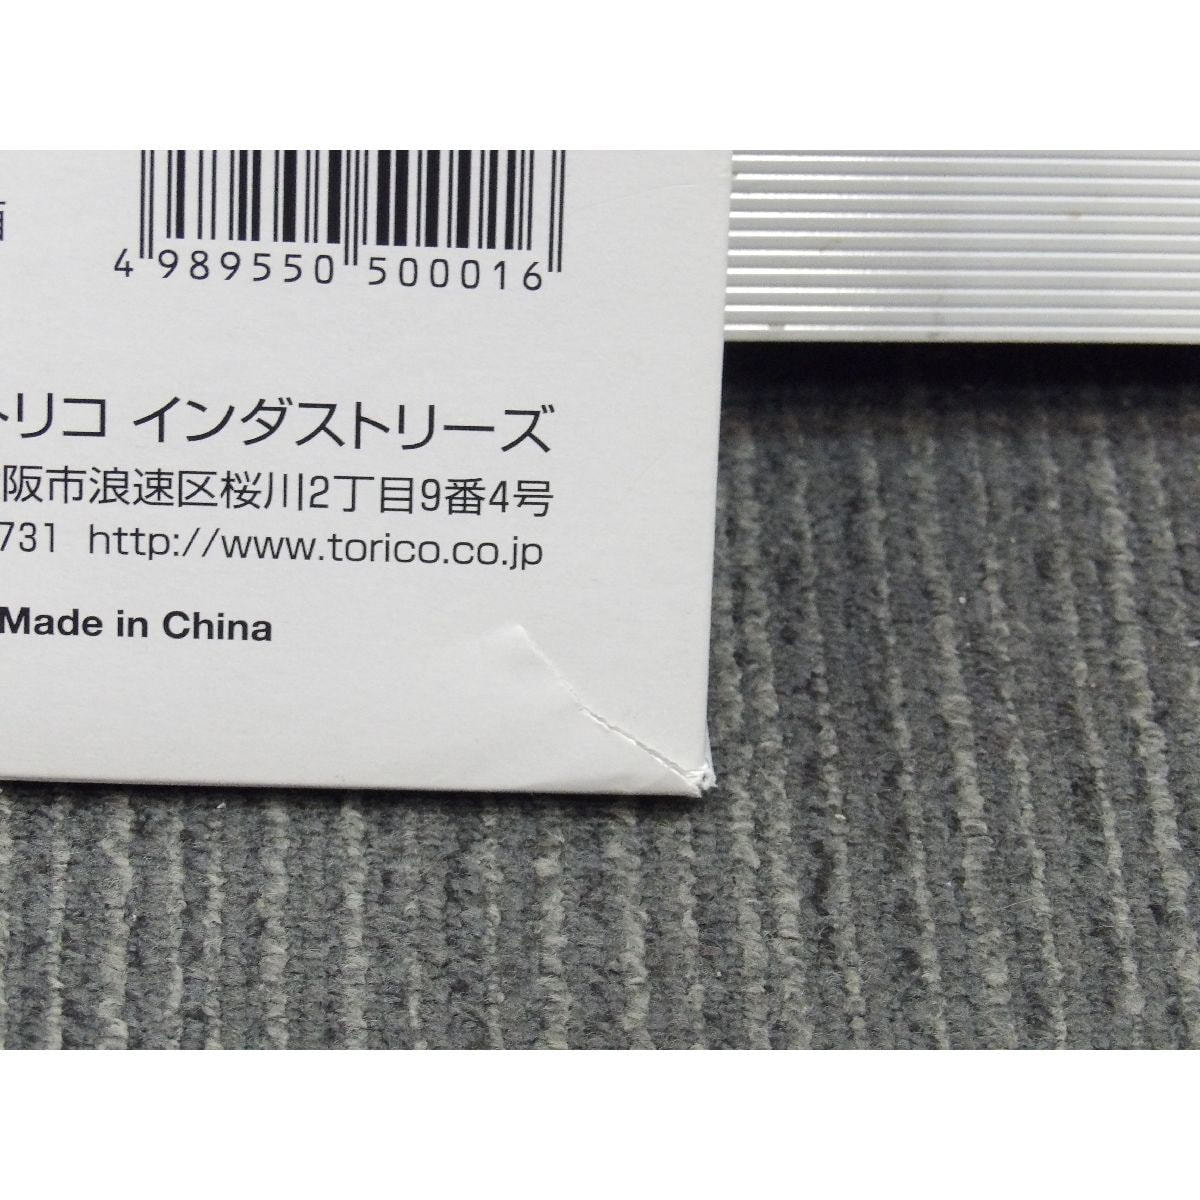 4 989550 500016
トリコ インダストリーズ
阪市浪速区桜川2丁目9番4号
731 http://www.torico.co.jp
Made in China